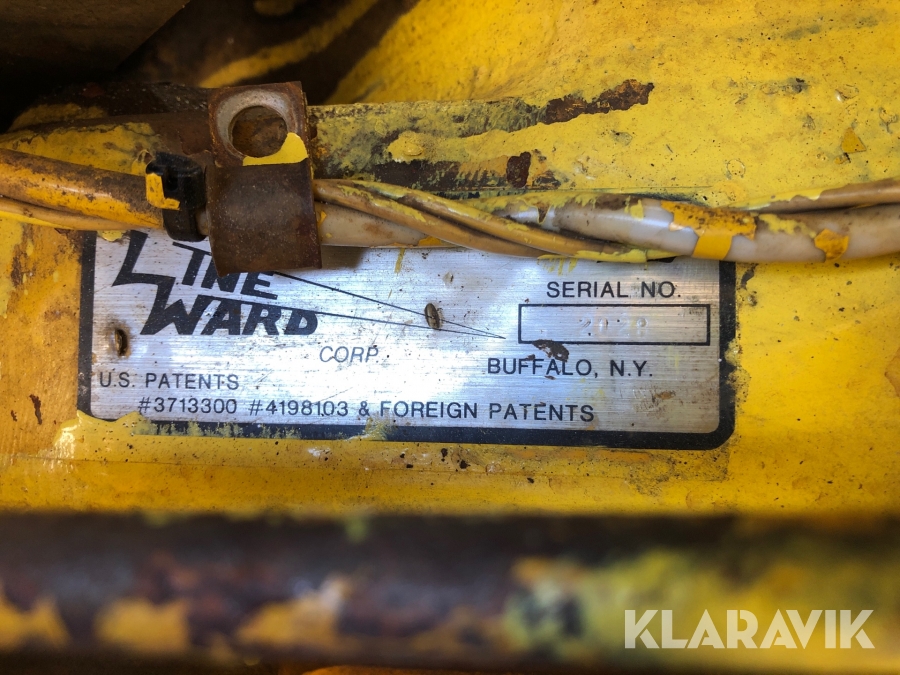 LINE
WARD
CORP.
SERIAL NO.
BUFFALO, N.Y.
U.S. PATENTS
#3713300 #4198103 & FOREIGN PATENTS
KLARAVIK